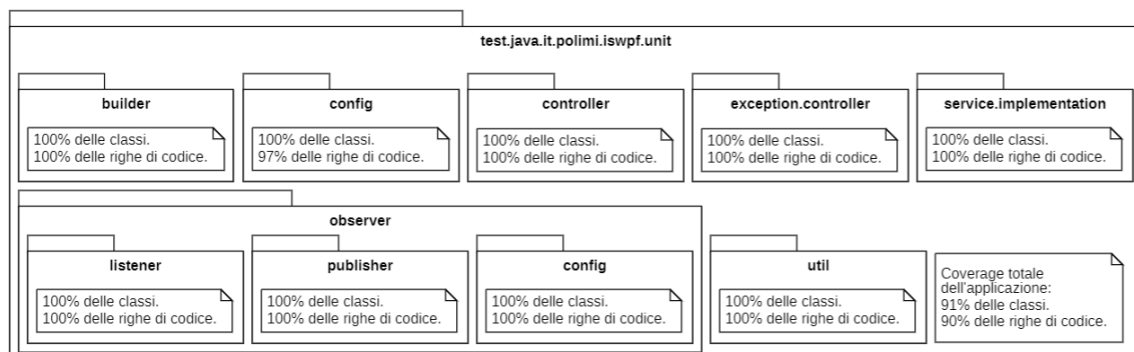 test.java.it.polimi.iswpf.unit
builder
100% delle classi.
100% delle righe di codice.
config
100% delle classi.
97% delle righe di codice.
controller
100% delle classi.
100% delle righe di codice.
exception.controller
100% delle classi.
100% delle righe di codice.
service.implementation
100% delle classi.
100% delle righe di codice.
observer
listener
100% delle classi.
100% delle righe di codice.
publisher
100% delle classi.
100% delle righe di codice.
config
100% delle classi.
100% delle righe di codice.
util
100% delle classi.
100% delle righe di codice.
Coverage totale
dell'applicazione:
91% delle classi.
90% delle righe di codice.